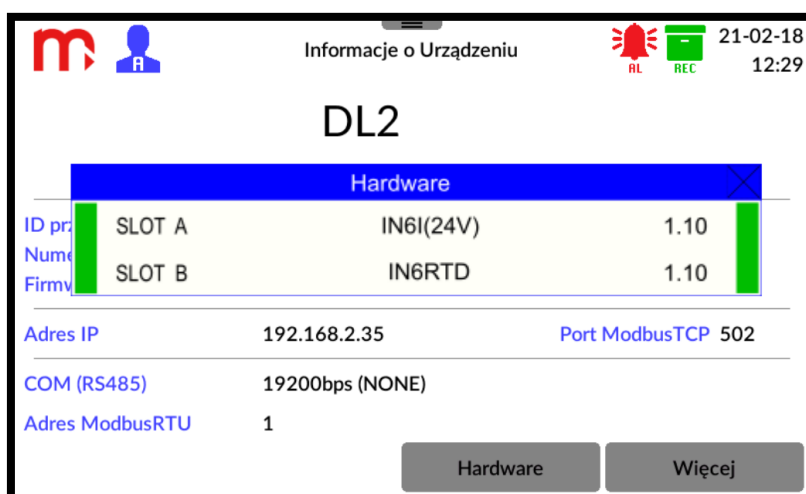 m A Informacje o Urządzeniu AL REC 21-02-18
12:29
DL2
Hardware
SLOT A IN6I(24V) 1.10
SLOT B IN6RTD 1.10
ID
Firmw
Adres IP 192.168.2.35 Port ModbusTCP 502
COM (RS485) 19200bps (NONE)
Adres ModbusRTU 1
Hardware Więcej